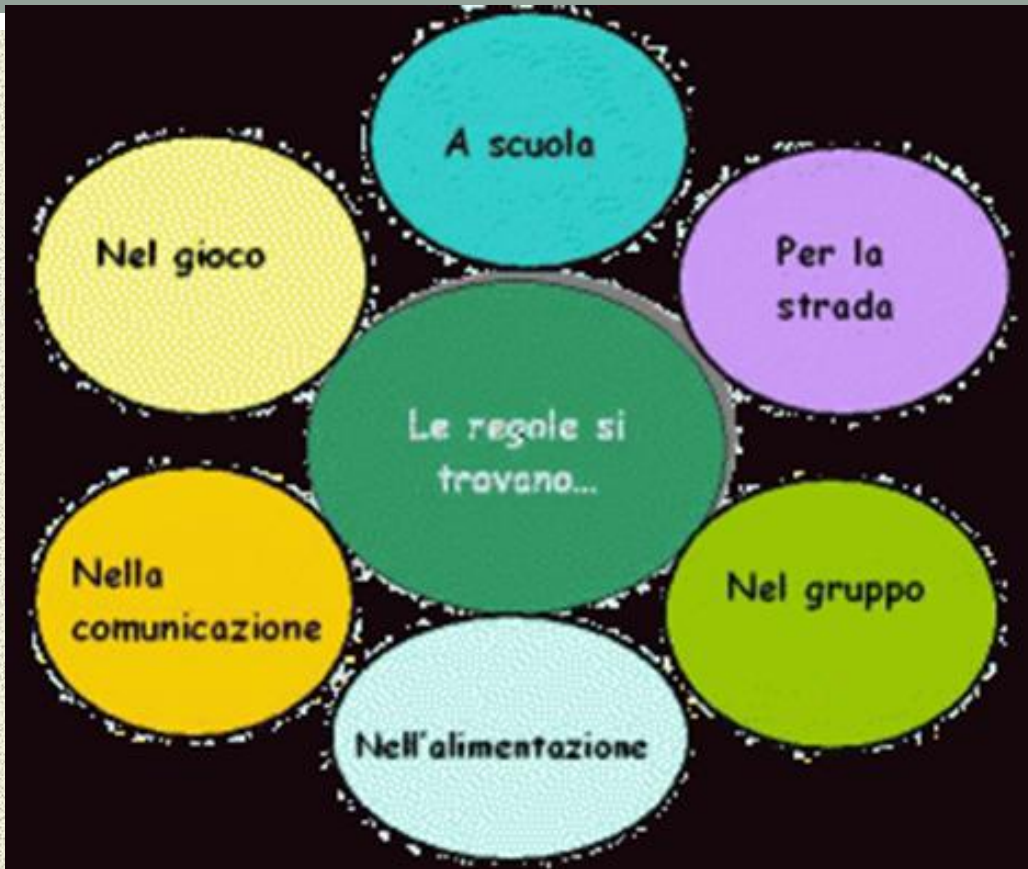 A scuola
Nel gioco
Per la
strada
Le regole si
trovano...
Nella
comunicazione
Nel gruppo
Nell'alimentazione